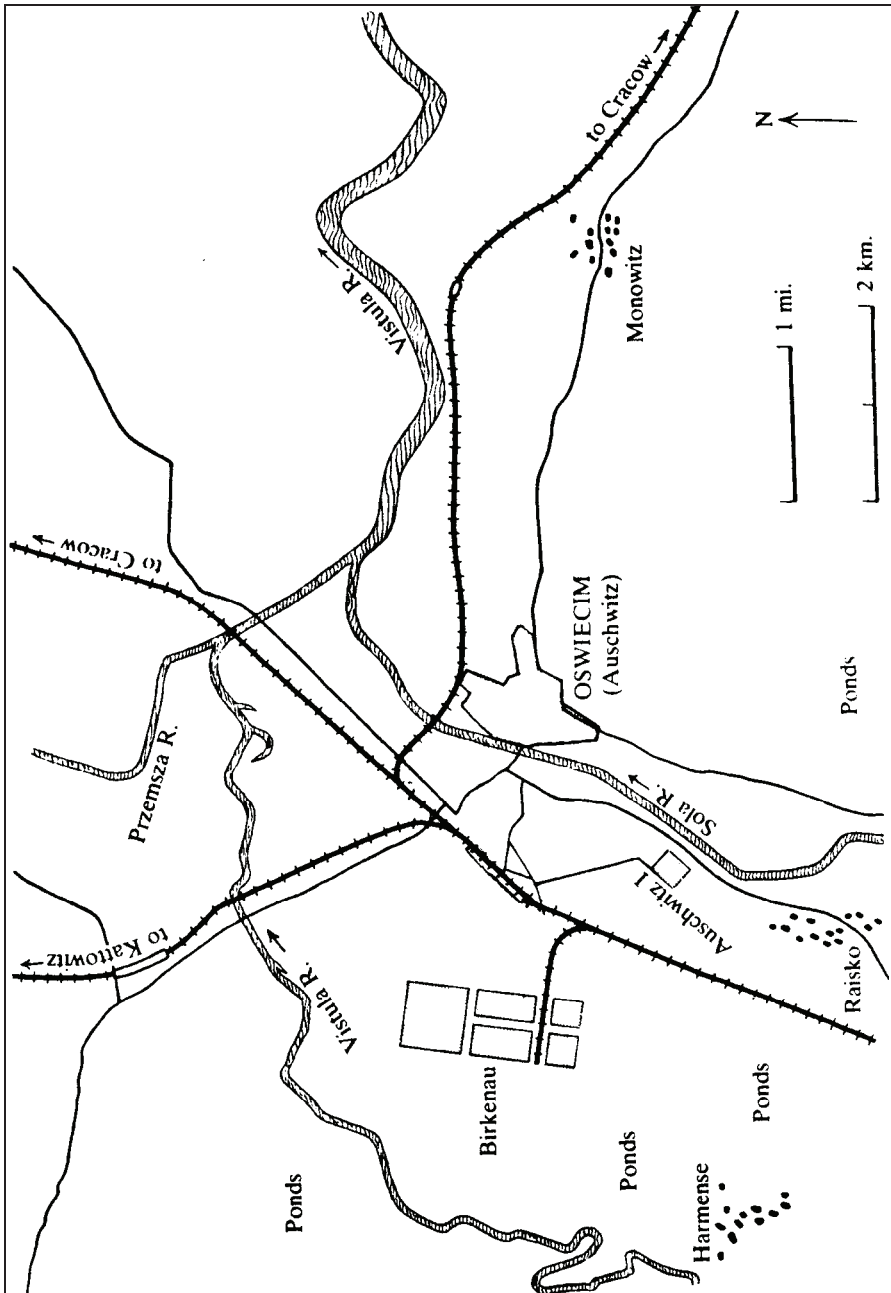 to Kattowitz
to Cracow
Przemsza R.
Vistula R.
Vistula R.
Ponds
Birkenau
Ponds
Harmense
Ponds
Raisko
Auschwitz I
Sola R.
OSWIECIM
(Auschwitz)
Ponds
Monowitz
to Cracow
N
1 mi.
2 km.